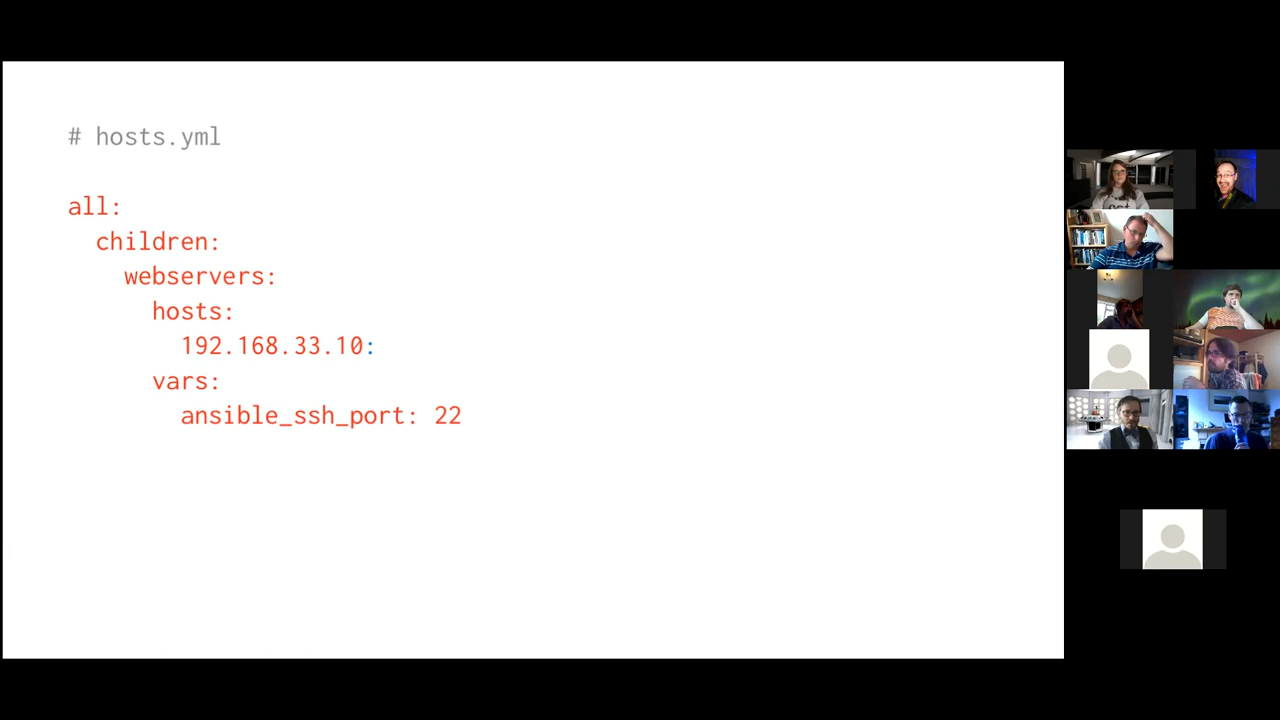 # hosts.yml
all:
children:
webservers:
hosts:
192.168.33.10:
vars:
ansible_ssh_port: 22